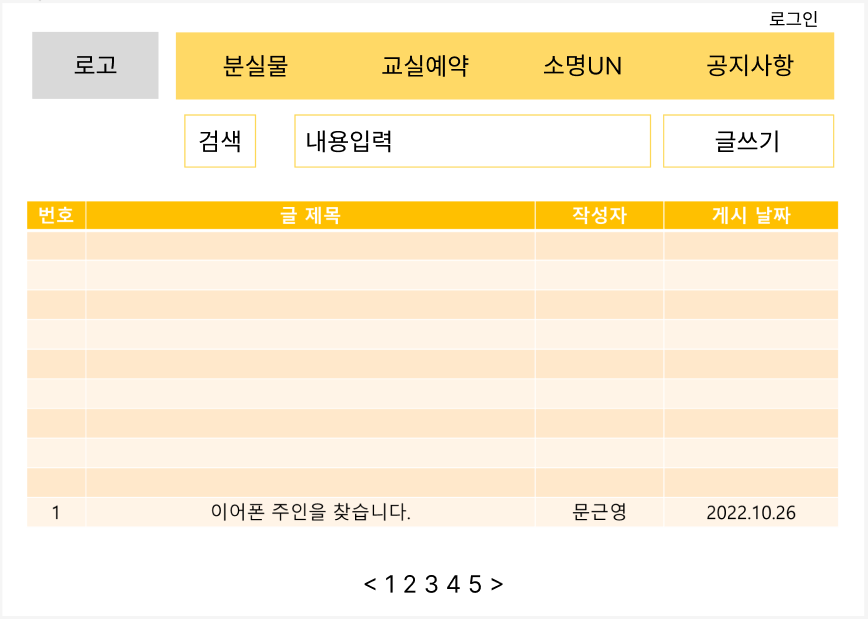 로그인
로고 분실물 교실예약 소명UN 공지사항
검색 내용입력 글쓰기
번호 글 제목 작성자 게시 날짜
1 이어폰 주인을 찾습니다. 문근영 2022.10.26
< 1 2 3 4 5 >